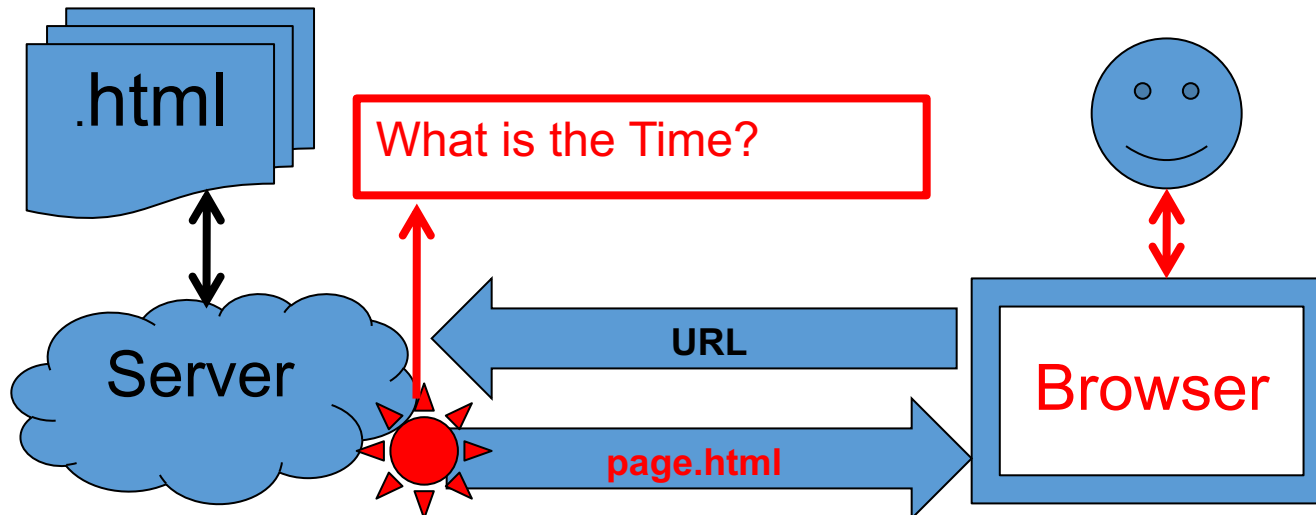 .html
What is the Time?
URL
Server
Browser
page.html